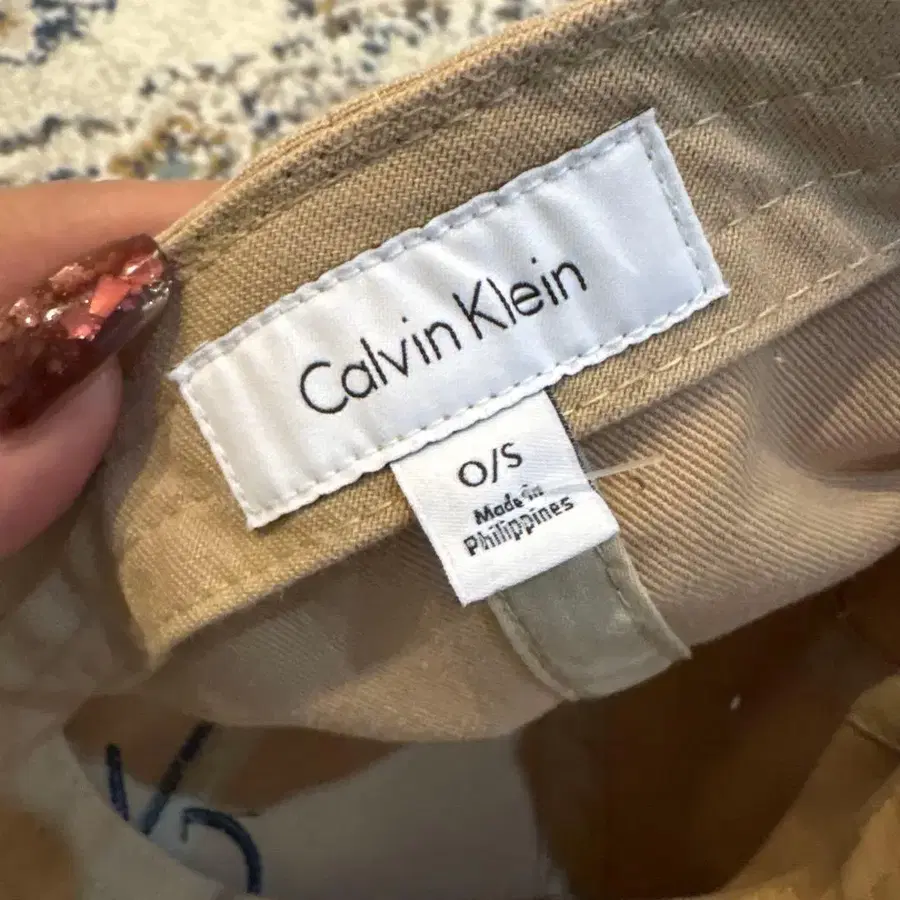 Calvin Klein
O/S
Made in
Philippines